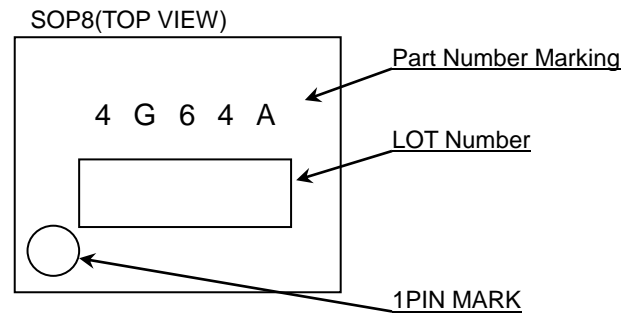 SOP8(TOP VIEW)
Part Number Marking
4 G 6 4 A
LOT Number
1PIN MARK